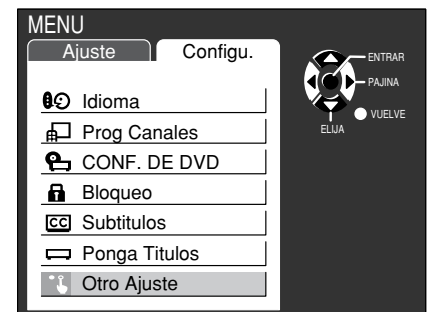 MENU
Ajuste
Configu.
Idioma
Prog Canales
CONF. DE DVD
Bloqueo
CC Subtitulos
Ponga Titulos
Otro Ajuste
ENTRAR
PAJINA
VUELVE
ELIJA